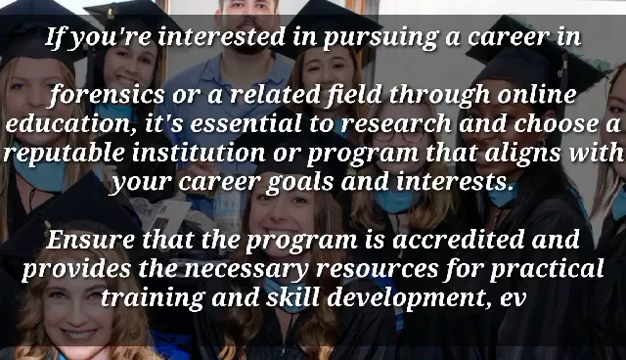 If you're interested in pursuing a career in
forensics or a related field through online
education, it's essential to research and choose a
reputable institution or program that aligns with
your career goals and interests.
Ensure that the program is accredited and
provides the necessary resources for practical
training and skill development, ev